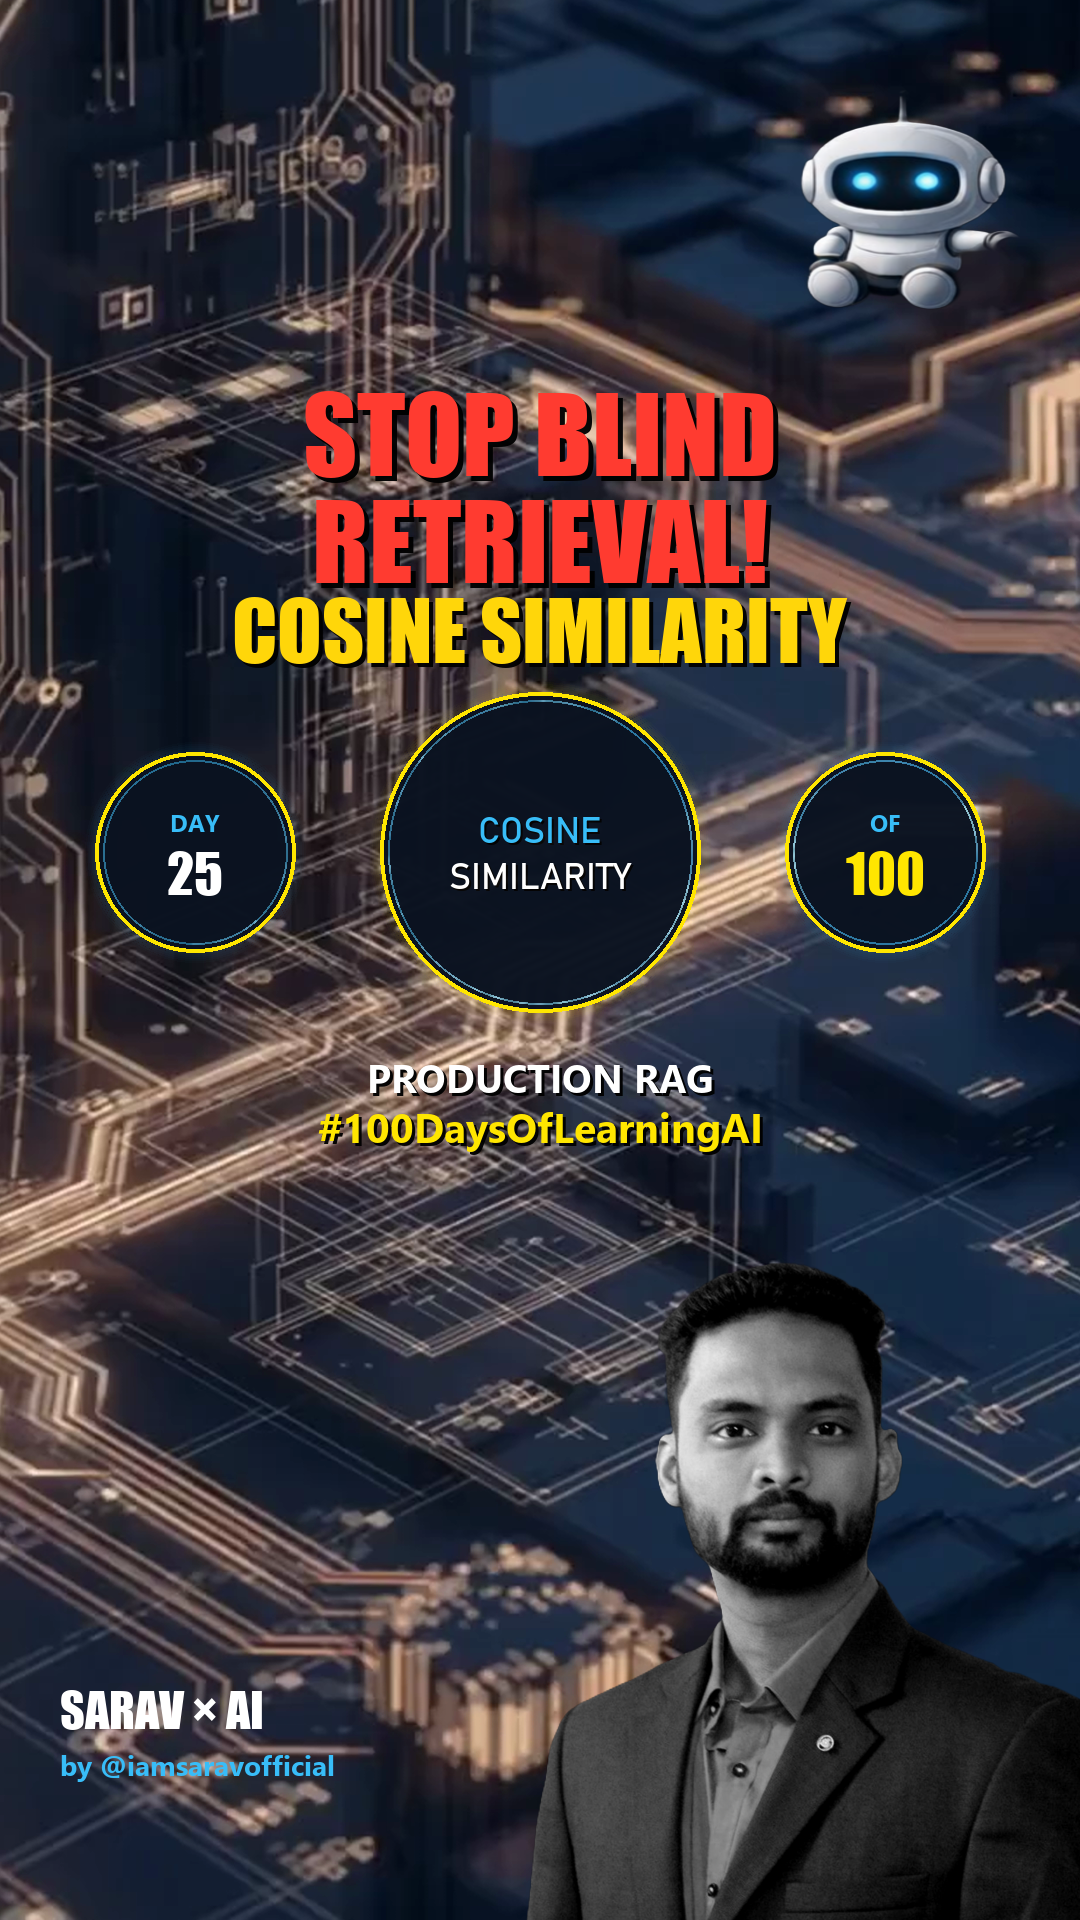 STOP BLIND
RETRIEVAL!
COSINE SIMILARITY
DAY
25
COSINE
SIMILARITY
OF
100
PRODUCTION RAG
#100DaysOfLearningAI
SARAV × AI
by @iamsaravofficial